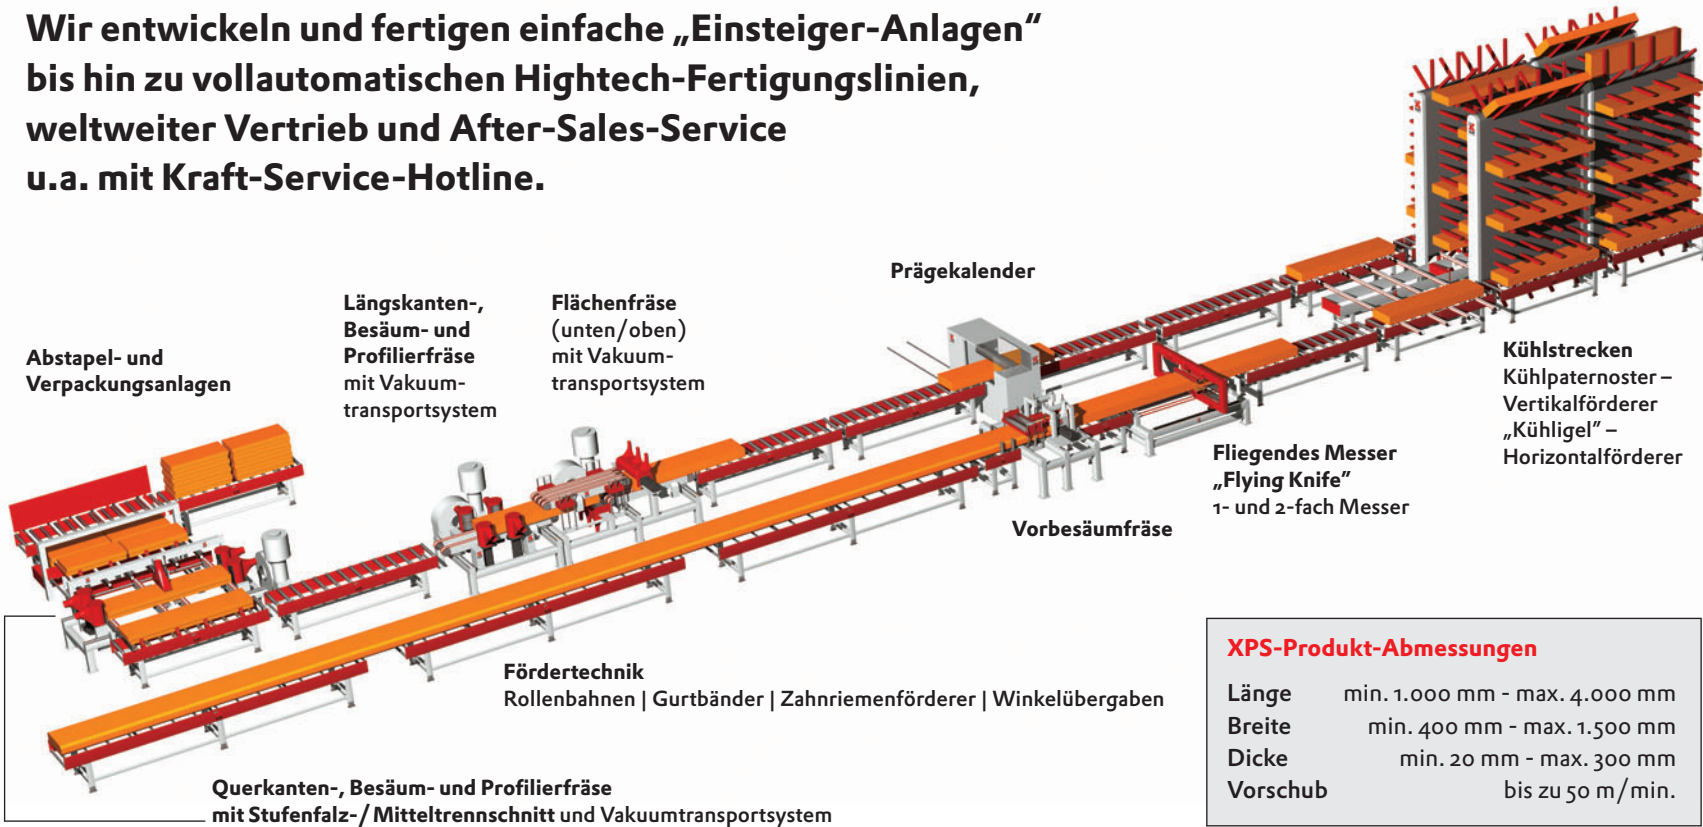 Wir entwickeln und fertigen einfache „Einsteiger-Anlagen“
bis hin zu vollautomatischen Hightech-Fertigungslinien,
weltweiter Vertrieb und After-Sales-Service
u.a. mit Kraft-Service-Hotline.
Prägekalender
Längskanten-,
Besäum- und
Profilierfräse
mit Vakuum-
transportsystem
Flächenfräse
(unten/oben)
mit Vakuum-
transportsystem
Abstapel- und
Verpackungsanlagen
Kühlstrecken
Kühlpaternoster –
Vertikalförderer
„Kühligel” –
Horizontalförderer
Fliegendes Messer
„Flying Knife”
1- und 2-fach Messer
Vorbesäumfräse
Fördertechnik
Rollenbahnen | Gurtbänder | Zahnriemenförderer | Winkelübergaben
Querkanten-, Besäum- und Profilierfräse
mit Stufenfalz-/ Mitteltrennschnitt und Vakuumtransportsystem
XPS-Produkt-Abmessungen
Länge min. 1.000 mm - max. 4.000 mm
Breite min. 400 mm - max. 1.500 mm
Dicke min. 20 mm - max. 300 mm
Vorschub bis zu 50 m/min.